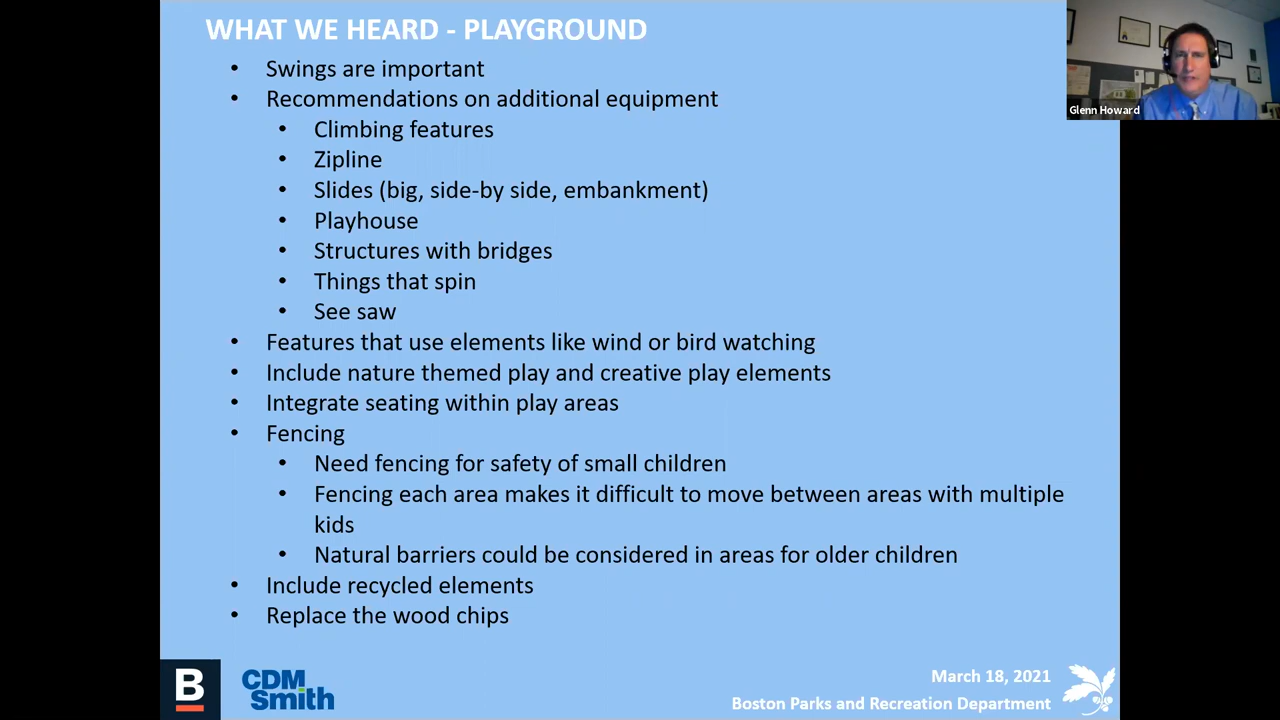 WHAT WE HEARD - PLAYGROUND
• Swings are important
• Recommendations on additional equipment
• Climbing features
• Zipline
• Slides (big, side-by side, embankment)
• Playhouse
• Structures with bridges
• Things that spin
• See saw
• Features that use elements like wind or bird watching
• Include nature themed play and creative play elements
• Integrate seating within play areas
• Fencing
• Need fencing for safety of small children
• Fencing each area makes it difficult to move between areas with multiple
kids
• Natural barriers could be considered in areas for older children
• Include recycled elements
• Replace the wood chips
B
CDM
Smith
March 18, 2021
Boston Parks and Recreation Department
Glenn Howard